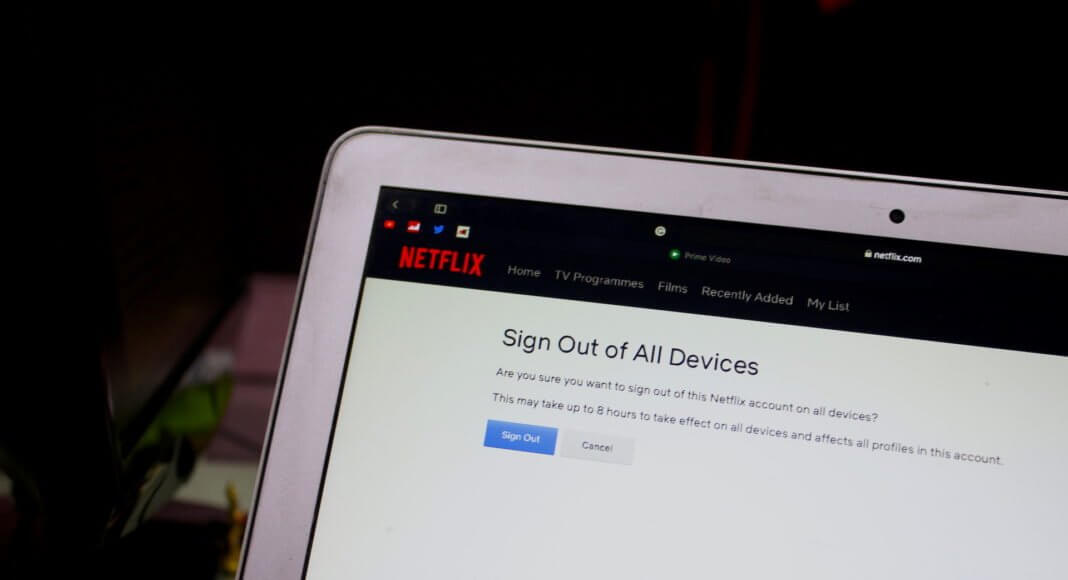 netflix.com
Prime Video
NETFLIX
Home TV Programmes Films Recently Added My List
Sign Out of All Devices
Are you sure you want to sign out of this Netflix account on all devices?
This may take up to 8 hours to take effect on all devices and affects all profiles in this account.
Sign Out Cancel